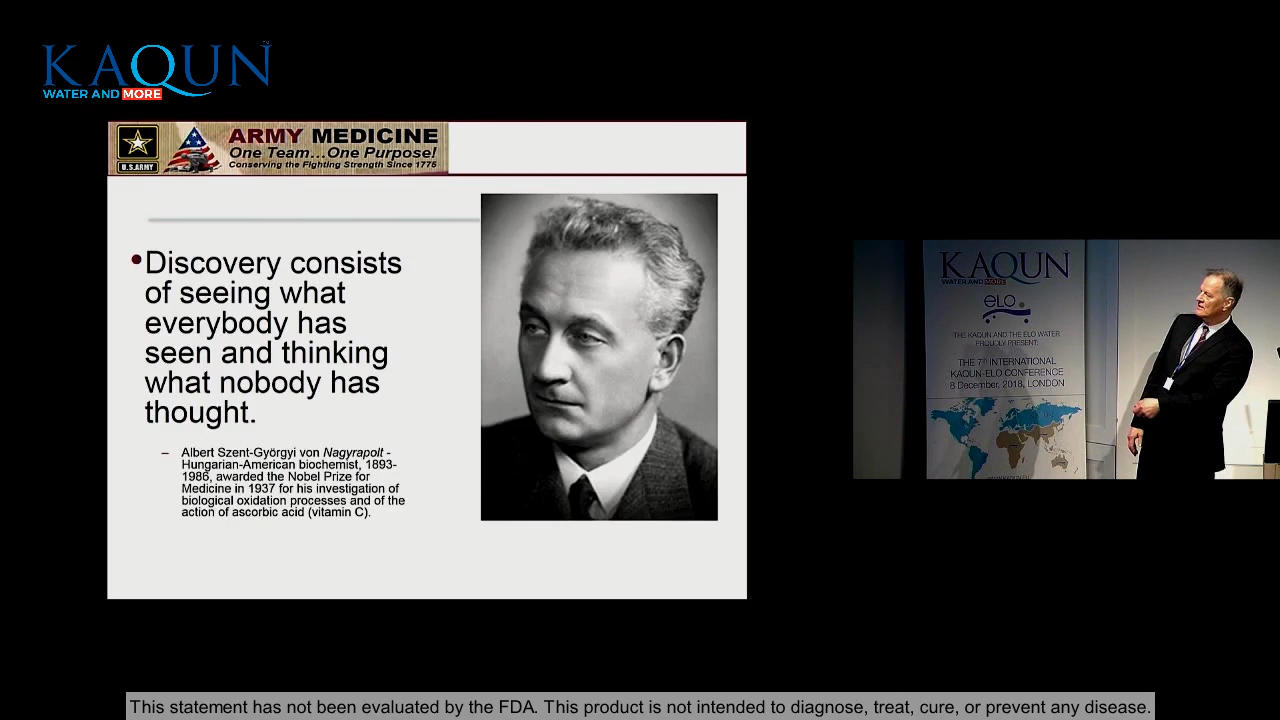 KAQUN
WATER AND MORE
U.S.ARMY
ARMY MEDICINE
One Team…One Purpose!
Conserving the Fighting Strength Since 1775
•Discovery consists
of seeing what
everybody has
seen and thinking
what nobody has
thought.
– Albert Szent-Györgyi von Nagyrapolt -
Hungarian-American biochemist, 1893-
1986, awarded the Nobel Prize for
Medicine in 1937 for his investigation of
biological oxidation processes and of the
action of ascorbic acid (vitamin C).
KAQUN
WATER AND MORE
eLO
THE KAQUN AND THE ELO WATER
PROUDLY PRESENT:
THE 7th INTERNATIONAL
KAQUN-ELO CONFERENCE
8 December, 2018, LONDON
This statement has not been evaluated by the FDA. This product is not intended to diagnose, treat, cure, or prevent any disease.